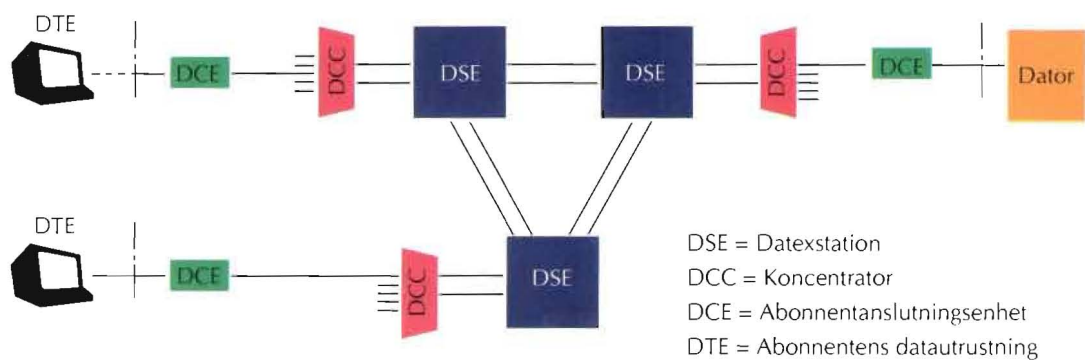 DTE
DCE
DCC
DSE
DSE
DCC
DCE
Dator
DTE
DCE
DCC
DSE
DSE = Datexstation
DCC = Koncentrator
DCE = Abonnentanslutningsenhet
DTE = Abonnentens datautrustning